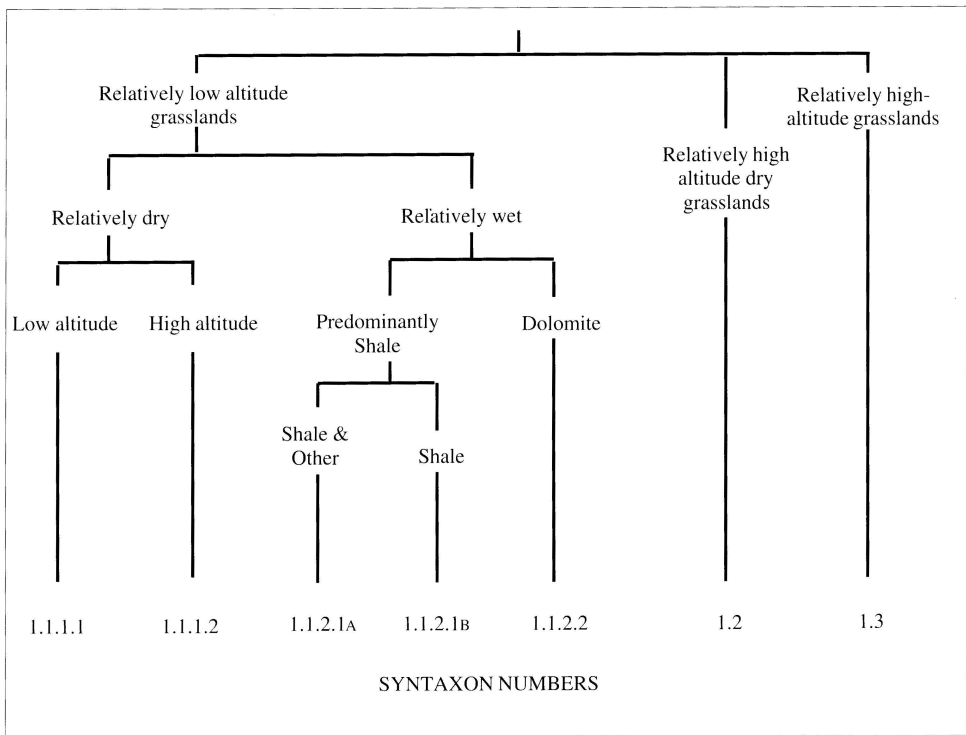 Relatively low altitude
grasslands
Relatively high-
altitude grasslands
Relatively high
altitude dry
grasslands
Relatively dry
Relatively wet
Low altitude
High altitude
Predominantly
Shale
Dolomite
Shale &
Other
Shale
1.1.1.1
1.1.1.2
1.1.2.1A
1.1.2.1B
1.1.2.2
1.2
1.3
SYNTAXON NUMBERS